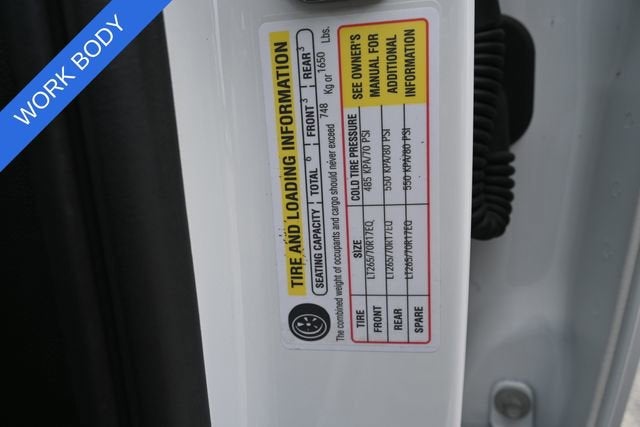 WORK BODY
TIRE AND LOADING INFORMATION
SEATING CAPACITY TOTAL 6 FRONT 3 REAR 3
The combined weight of occupants and cargo should never exceed 748 Kg or 1650 Lbs.
TIRE SIZE COLD TIRE PRESSURE
FRONT LT265/70R17EQ, 485 KPA/70 PSI
REAR LT265/70R17EQ 550 KPA/80 PSI
SPARE LT265/70R17EQ 550 KPA/80 PSI
SEE OWNER'S
MANUAL FOR
ADDITIONAL
INFORMATION